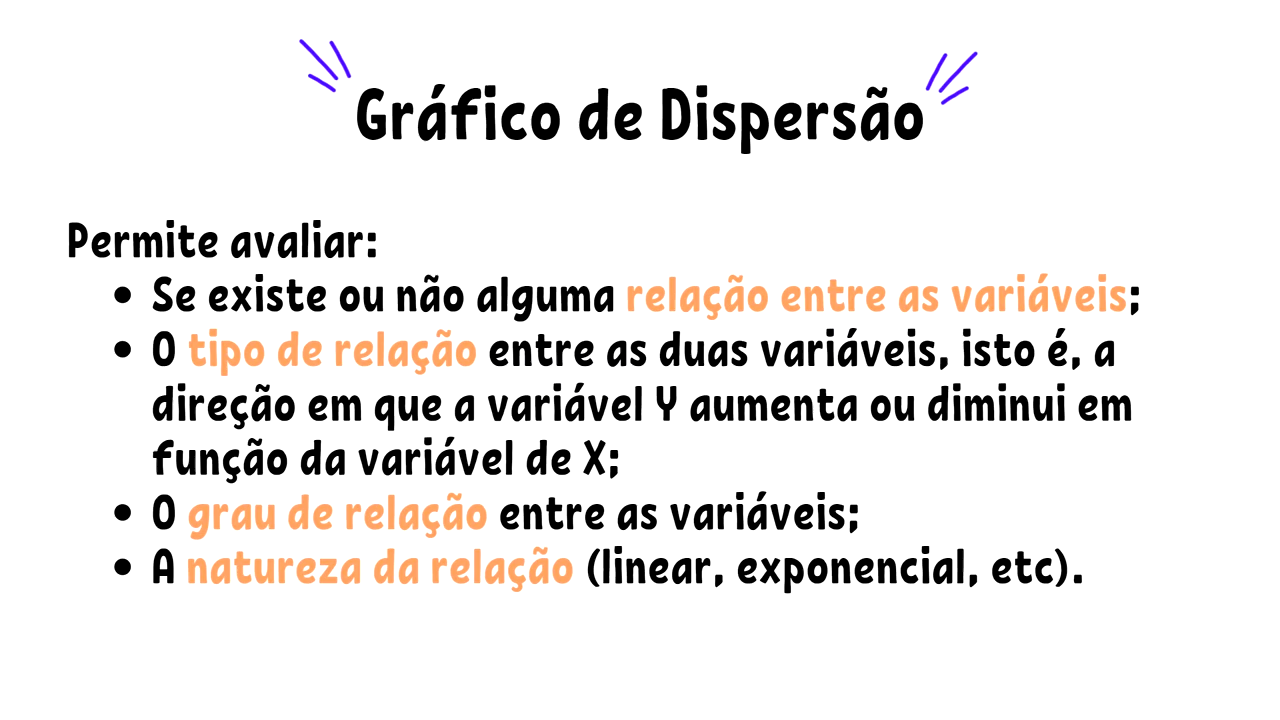 Gráfico de Dispersão
Permite avaliar:
• Se existe ou não alguma relação entre as variáveis;
• O tipo de relação entre as duas variáveis, isto é, a
direção em que a variável Y aumenta ou diminui em
função da variável de X;
• O grau de relação entre as variáveis;
• A natureza da relação (linear, exponencial, etc).